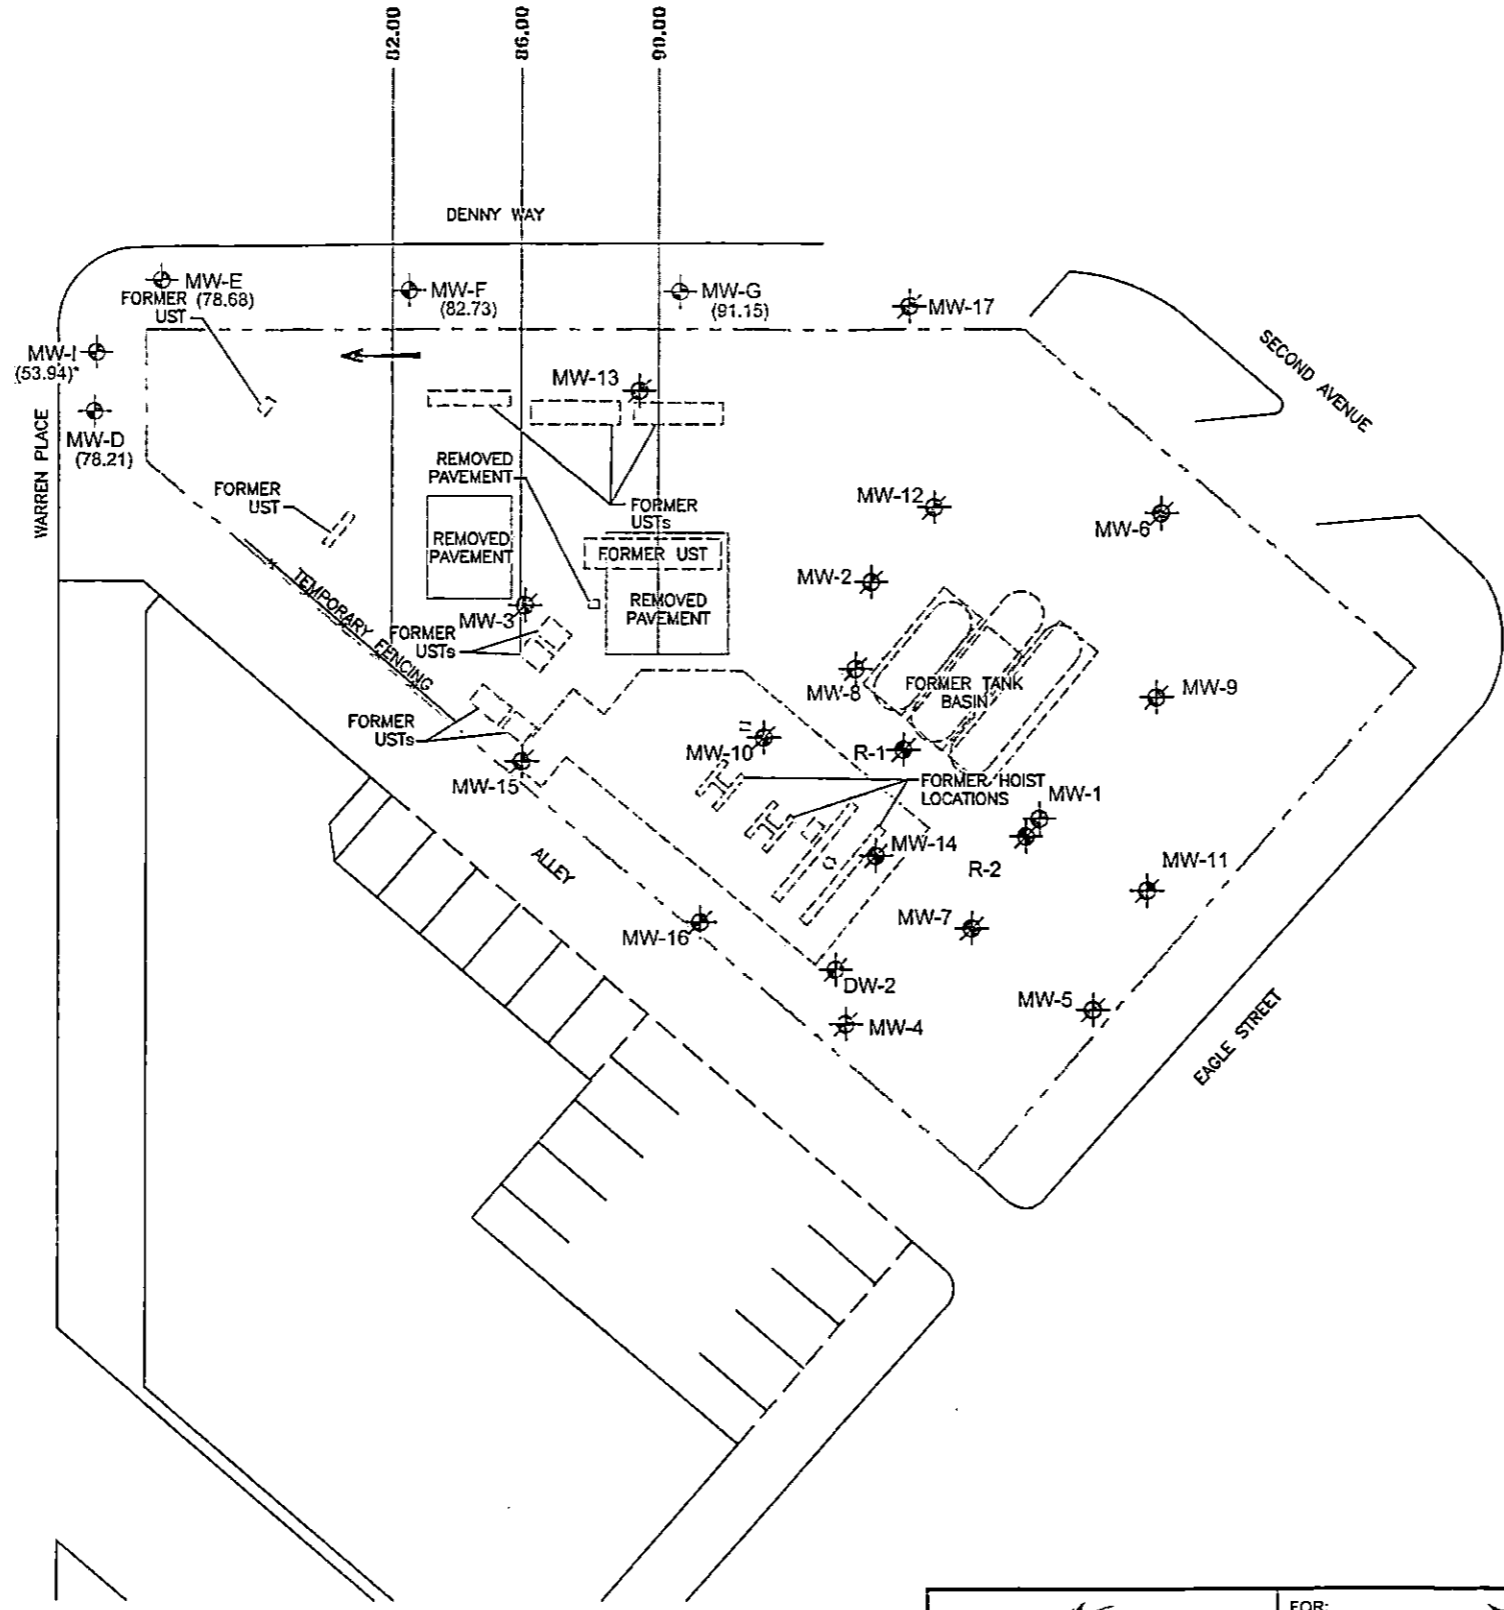 82.00
86.00
90.00
DENNY WAY
MW-E
(78.68)
FORMER
UST
MW-F
(82.73)
MW-G
(91.15)
MW-17
MW-I
(53.94)*
MW-D
(78.21)
WARREN PLACE
SECOND AVENUE
MW-13
REMOVED
PAVEMENT
FORMER
UST
FORMER
USTs
MW-12
MW-6
REMOVED
PAVEMENT
FORMER UST
REMOVED
PAVEMENT
MW-2
TEMPORARY FENCING
MW-3
FORMER
USTs
MW-8
FORMER TANK
BASIN
MW-9
FORMER
USTs
MW-10
R-1
MW-15
FORMER HOIST
LOCATIONS
MW-1
ALLEY
MW-14
R-2
MW-11
MW-7
MW-16
DW-2
MW-4
MW-5
EAGLE STREET
FOR: